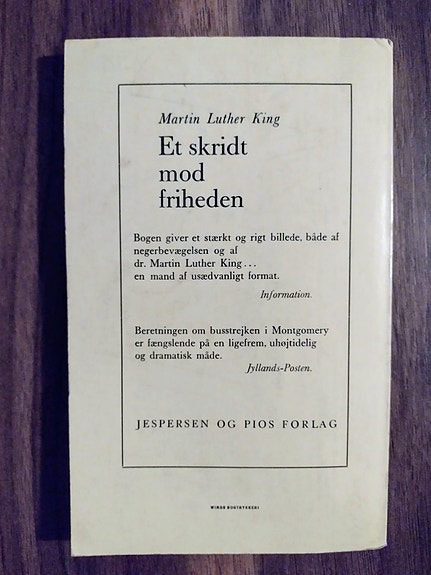 Martin Luther King
Et skridt
mod
friheden
Bogen giver et stærkt og rigt billede, både af
negerbevægelsen og af
dr. Martin Luther King...
en mand af usædvanligt format.
Information.
Beretningen om busstrejken i Montgomery
er fængslende på en ligefrem, uhøjtidelig
og dramatisk måde.
Jyllands-Posten.
JESPERSEN OG PIOS FORLAG
WINDS BOGTRYKKERI